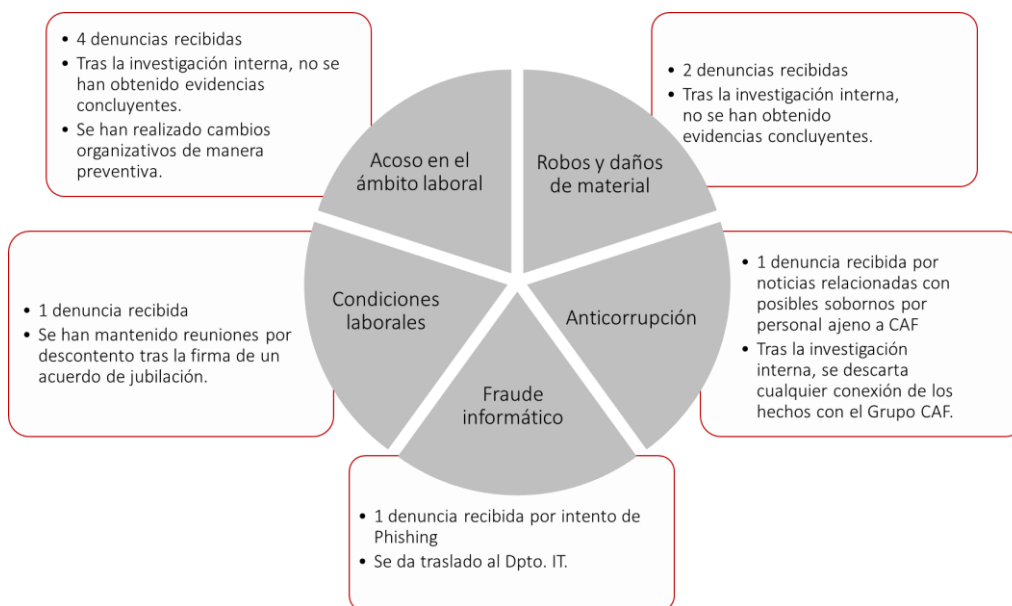 • 4 denuncias recibidas
• Tras la investigación interna, no se
han obtenido evidencias
concluyentes.
• Se han realizado cambios
organizativos de manera
preventiva.
• 2 denuncias recibidas
• Tras la investigación interna,
no se han obtenido
evidencias concluyentes.
Acoso en el
ámbito laboral
Robos y daños
de material
• 1 denuncia recibida
• Se han mantenido reuniones por
descontento tras la firma de un
acuerdo de jubilación.
Condiciones
laborales
Anticorrupción
• 1 denuncia recibida por
noticias relacionadas con
posibles sobornos por
personal ajeno a CAF
• Tras la investigación
interna, se descarta
cualquier conexión de los
hechos con el Grupo CAF.
Fraude
informático
• 1 denuncia recibida por intento de
Phishing
• Se da traslado al Dpto. IT.